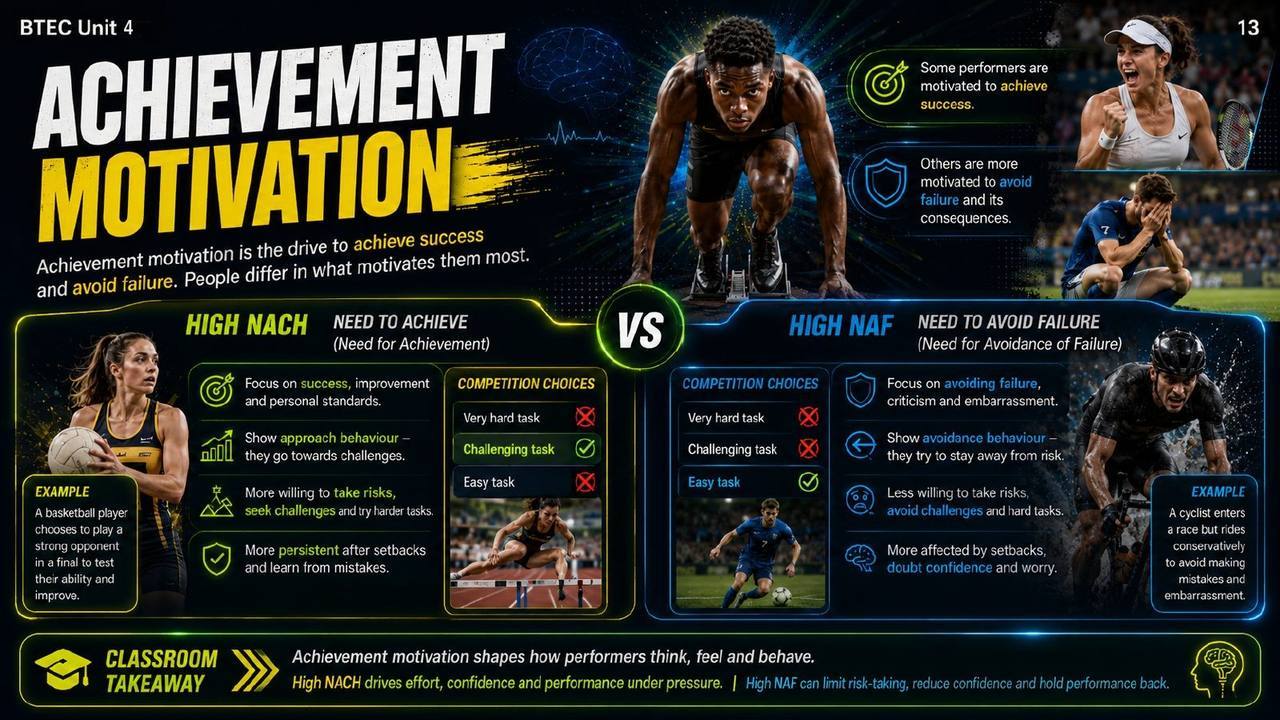 BTEC Unit 4
13
ACHIEVEMENT
MOTIVATION
Achievement motivation is the drive to achieve success
and avoid failure. People differ in what motivates them most.
Some performers are
motivated to achieve
success.
Others are more
motivated to avoid
failure and its
consequences.
7
VS
HIGH NACH
NEED TO ACHIEVE
(Need for Achievement)
Focus on success, improvement
and personal standards.
Show approach behaviour –
they go towards challenges.
More willing to take risks,
seek challenges and try harder tasks.
More persistent after setbacks
and learn from mistakes.
EXAMPLE
A basketball player
chooses to play a
strong opponent
in a final to test
their ability and
improve.
COMPETITION CHOICES
Very hard task
Challenging task
Easy task
HIGH NAF
NEED TO AVOID FAILURE
(Need for Avoidance of Failure)
COMPETITION CHOICES
Very hard task
Challenging task
Easy task
7
Focus on avoiding failure,
criticism and embarrassment.
Show avoidance behaviour –
they try to stay away from risk.
Less willing to take risks,
avoid challenges and hard tasks.
More affected by setbacks,
doubt confidence and worry.
EXAMPLE
A cyclist enters
a race but rides
conservatively
to avoid making
mistakes and
embarrassment.
CLASSROOM
TAKEAWAY
Achievement motivation shapes how performers think, feel and behave.
High NACH drives effort, confidence and performance under pressure. | High NAF can limit risk-taking, reduce confidence and hold performance back.